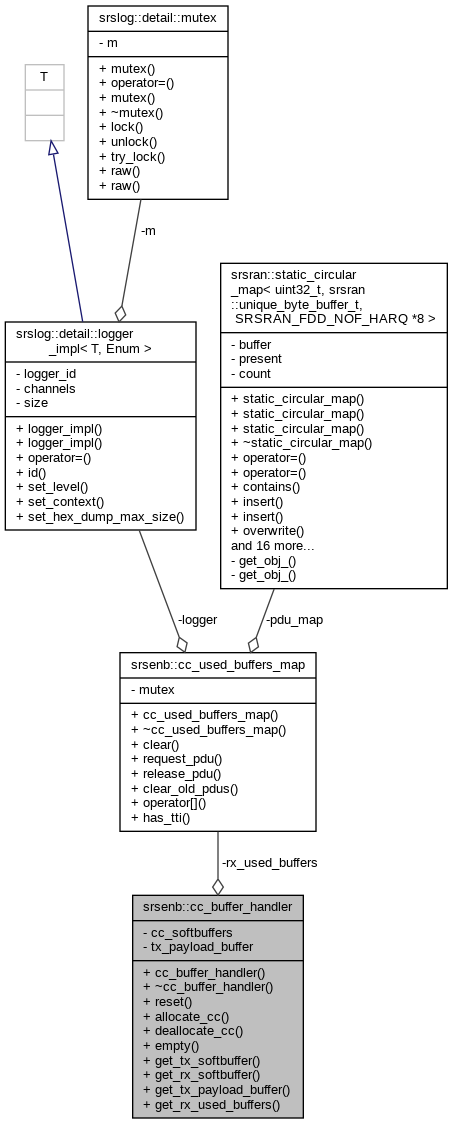 srslog::detail::mutex
- m
+ mutex()
+ operator=()
+ mutex()
+ ~mutex()
+ lock()
+ unlock()
+ try_lock()
+ raw()
+ raw()
T
-m
srsran::static_circular
_map< uint32_t, srsran
::unique_byte_buffer_t,
SRSRAN_FDD_NOF_HARQ *8 >
- buffer
- present
- count
+ static_circular_map()
+ static_circular_map()
+ static_circular_map()
+ ~static_circular_map()
+ operator=()
+ operator=()
+ contains()
+ insert()
+ insert()
+ overwrite()
and 16 more...
- get_obj_()
- get_obj_()
srslog::detail::logger
_impl< T, Enum >
- logger_id
- channels
- size
+ logger_impl()
+ logger_impl()
+ operator=()
+ id()
+ set_level()
+ set_context()
+ set_hex_dump_max_size()
-logger
-pdu_map
srsenb::cc_used_buffers_map
- mutex
+ cc_used_buffers_map()
+ ~cc_used_buffers_map()
+ clear()
+ request_pdu()
+ release_pdu()
+ clear_old_pdus()
+ operator[]()
+ has_tti()
-rx_used_buffers
srsenb::cc_buffer_handler
- cc_softbuffers
- tx_payload_buffer
+ cc_buffer_handler()
+ ~cc_buffer_handler()
+ reset()
+ allocate_cc()
+ deallocate_cc()
+ empty()
+ get_tx_softbuffer()
+ get_rx_softbuffer()
+ get_tx_payload_buffer()
+ get_rx_used_buffers()